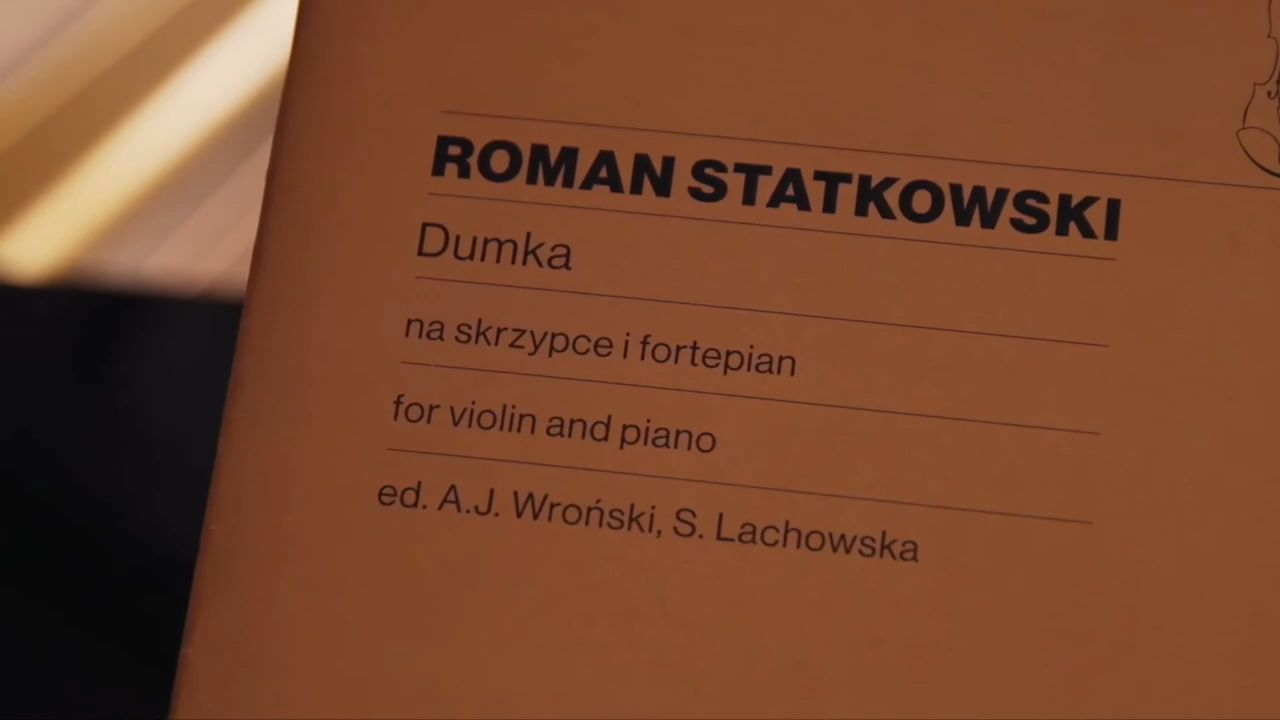 ROMAN STATKOWSKI
Dumka
na skrzypce i fortepian
for violin and piano
ed. A.J. Wroński, S. Lachowska